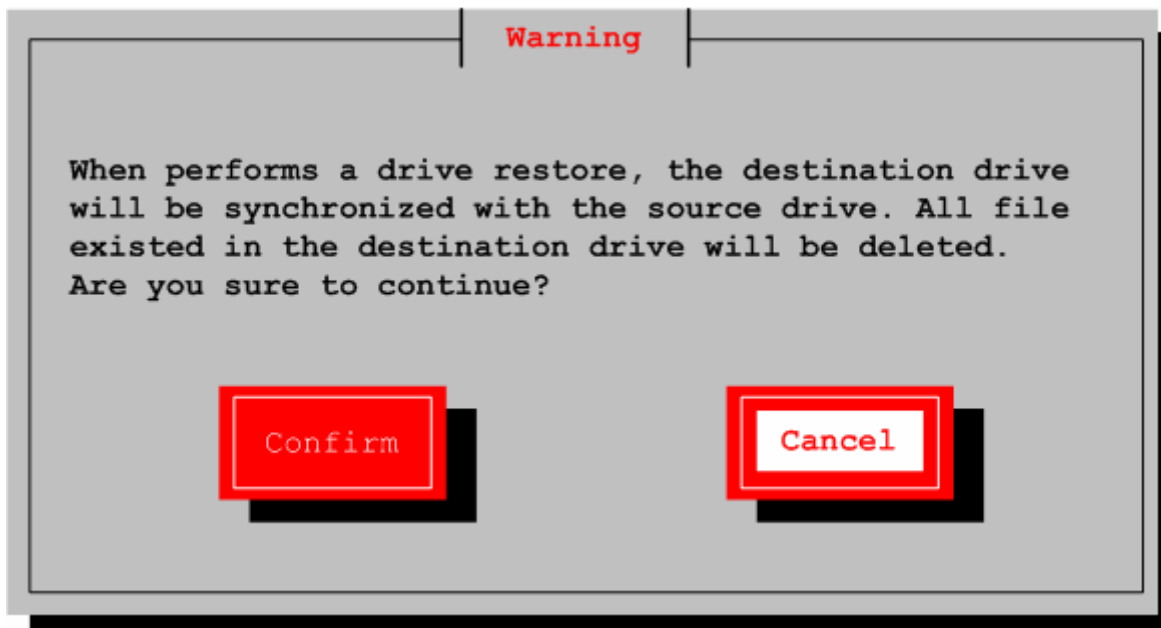 Warning
When performs a drive restore, the destination drive
will be synchronized with the source drive. All file
existed in the destination drive will be deleted.
Are you sure to continue?
Confirm
Cancel